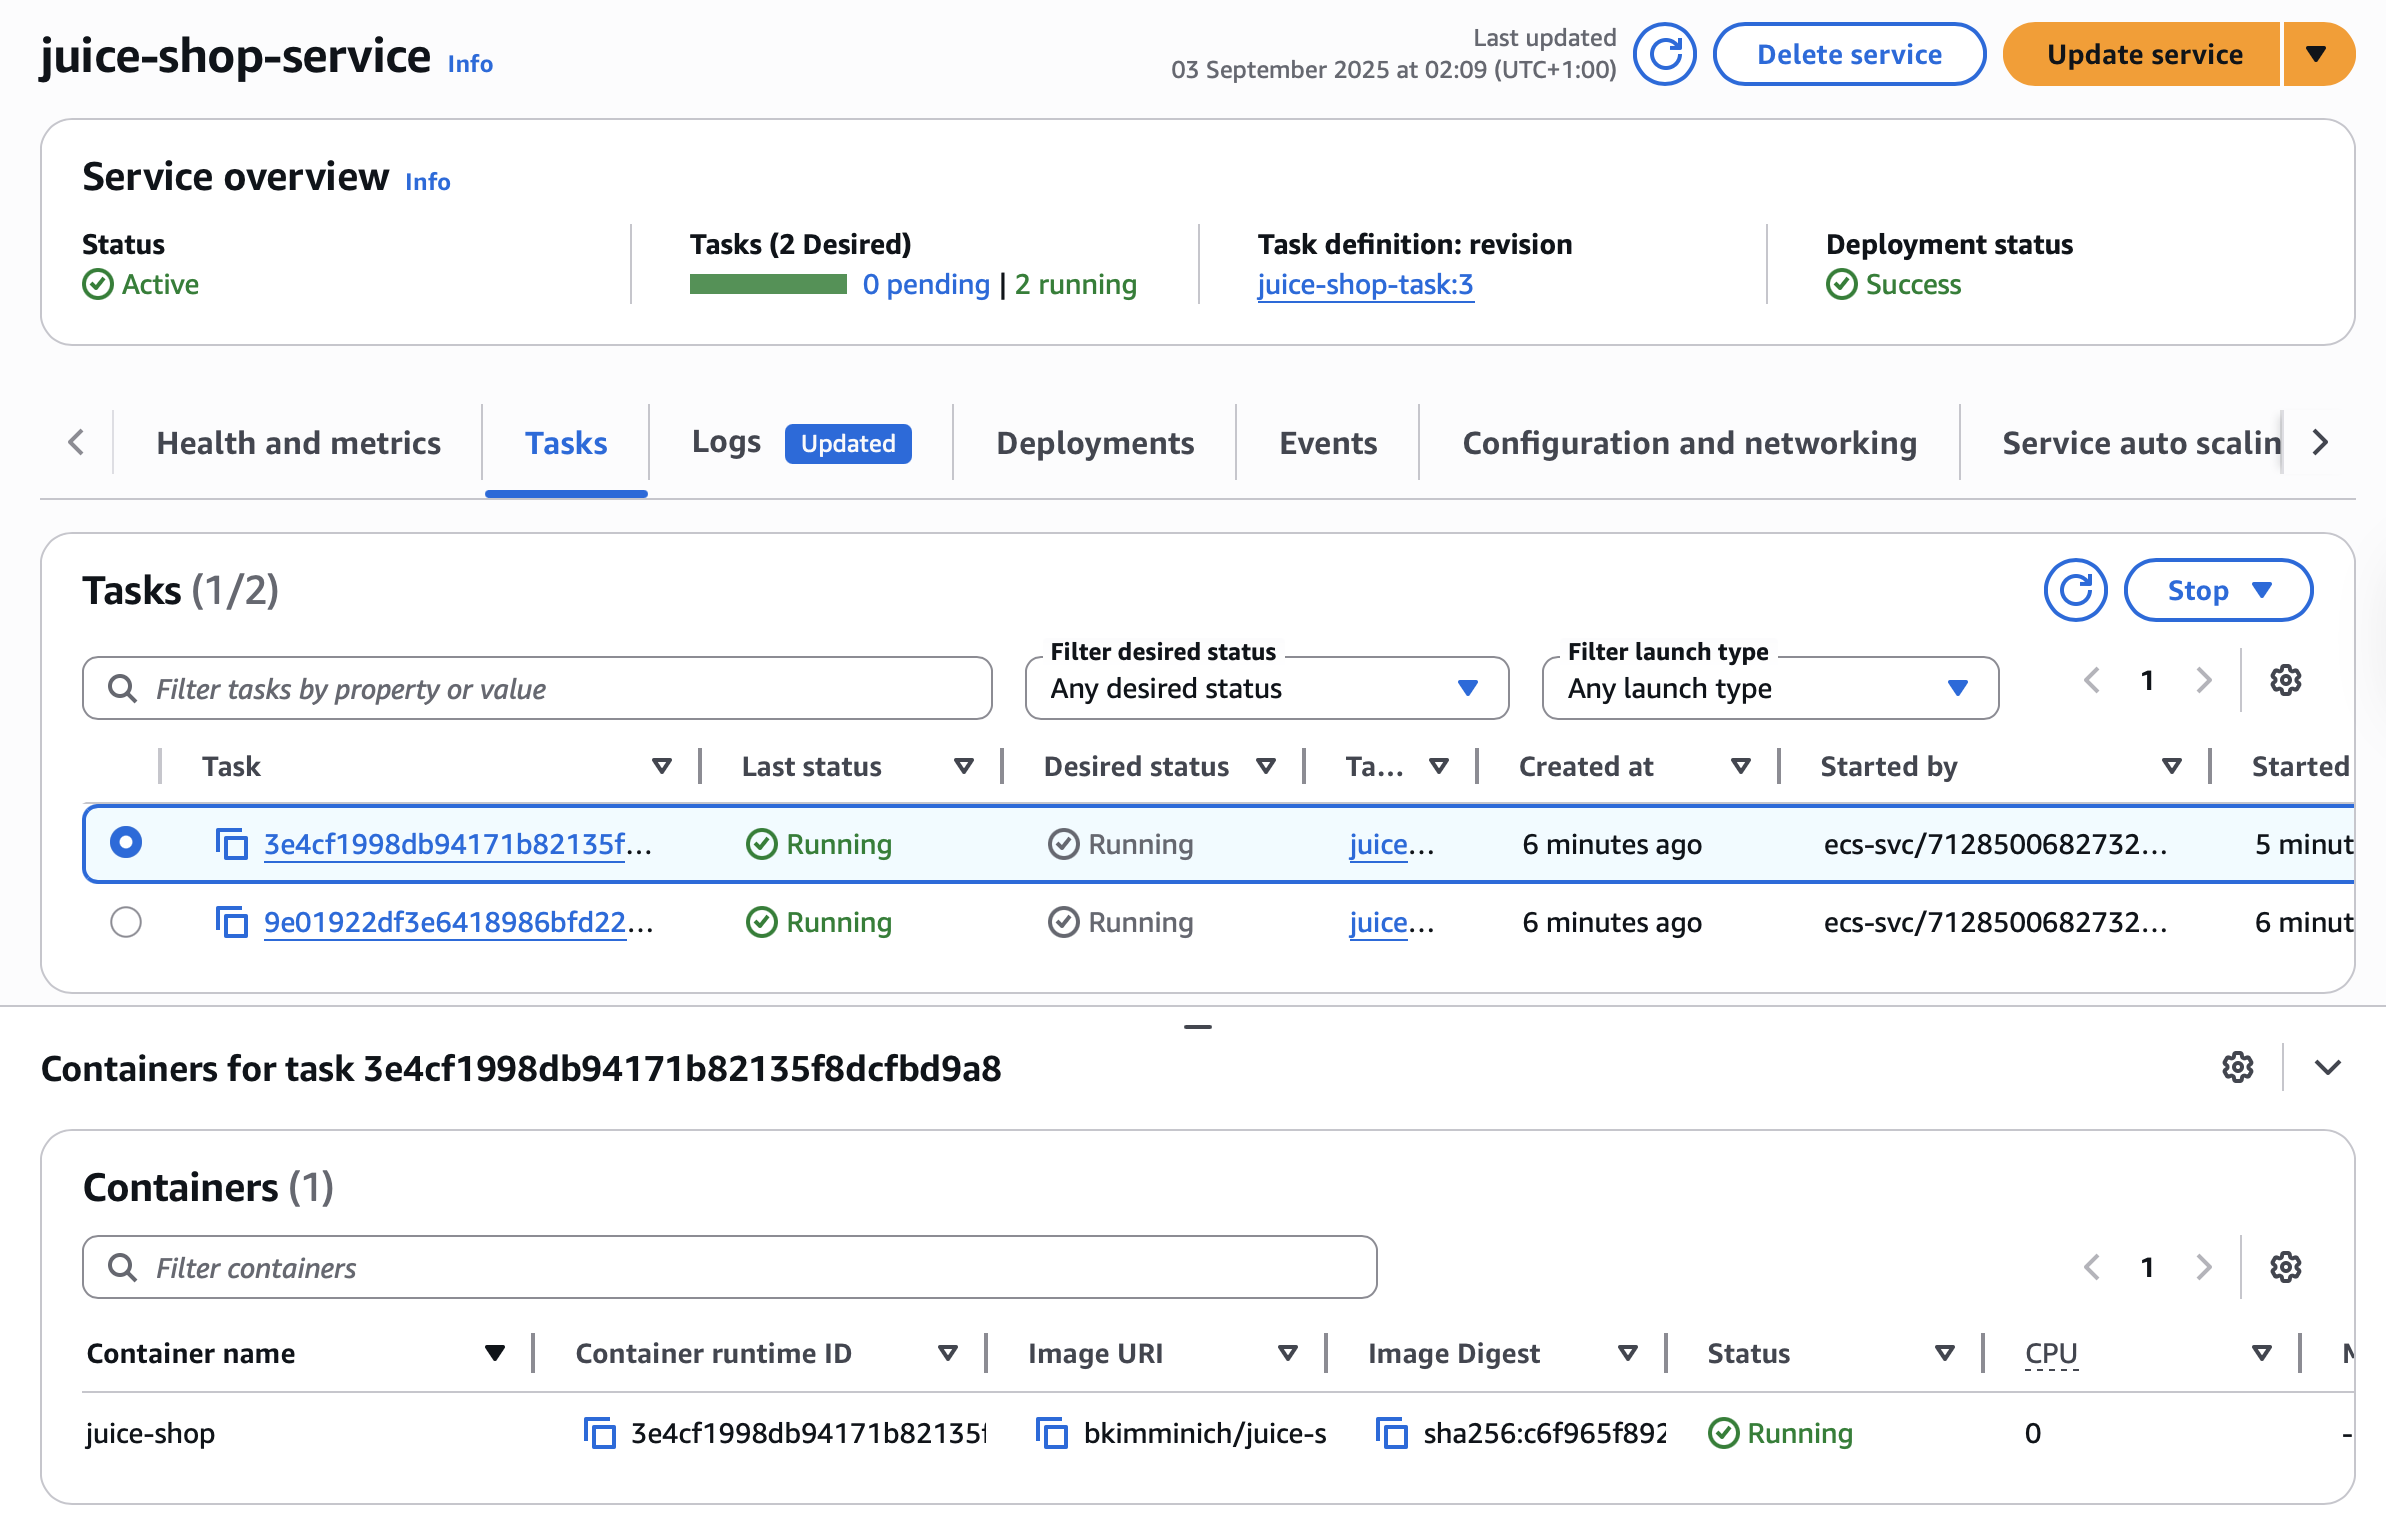 juice-shop-service Info
Last updated
03 September 2025 at 02:09 (UTC+1:00)
Delete service
Update service
Service overview Info
Status
Active
Tasks (2 Desired)
0 pending | 2 running
Task definition: revision
juice-shop-task:3
Deployment status
Success
Health and metrics
Tasks
Logs Updated
Deployments
Events
Configuration and networking
Service auto scalin
Tasks (1/2)
Stop
Filter tasks by property or value
Filter desired status
Any desired status
Filter launch type
Any launch type
1
Task Last status Desired status Ta... Created at Started by Started
3e4cf1998db94171b82135f... Running Running juice... 6 minutes ago ecs-svc/7128500682732... 5 minut
9e01922df3e6418986bfd22... Running Running juice... 6 minutes ago ecs-svc/7128500682732... 6 minut
Containers for task 3e4cf1998db94171b82135f8dcfbd9a8
Containers (1)
Filter containers
1
Container name Container runtime ID Image URI Image Digest Status CPU
juice-shop 3e4cf1998db94171b82135f bkimminich/juice-s sha256:c6f965f892 Running 0 -